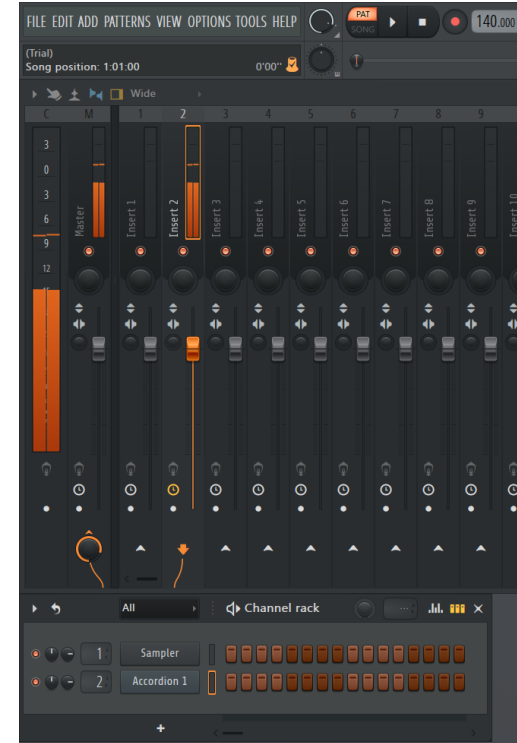 FILE EDIT ADD PATTERNS VIEW OPTIONS TOOLS HELP
PAT
SONG
140.000
(Trial)
Song position: 1:01:00
0'00"
Wide
C M 1 2 3 4 5 6 7 8 9
3
0
3
6
9
12
Master
Insert 1
Insert 2
Insert 3
Insert 4
Insert 5
Insert 6
Insert 7
Insert 8
Insert 9
Insert 10
All
Channel rack
1 Sampler
2 Accordion 1
+